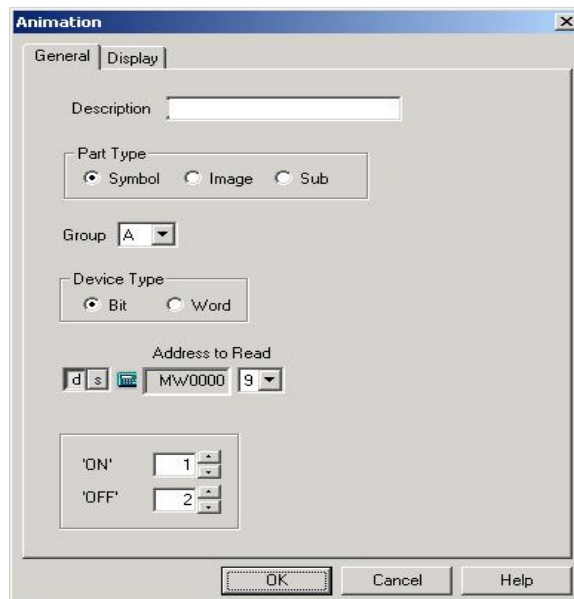 Animation
General Display
Description
Part Type
Symbol Image Sub
Group A
Device Type
Bit Word
Address to Read
d s MW0000 9
'ON' 1
'OFF' 2
OK Cancel Help